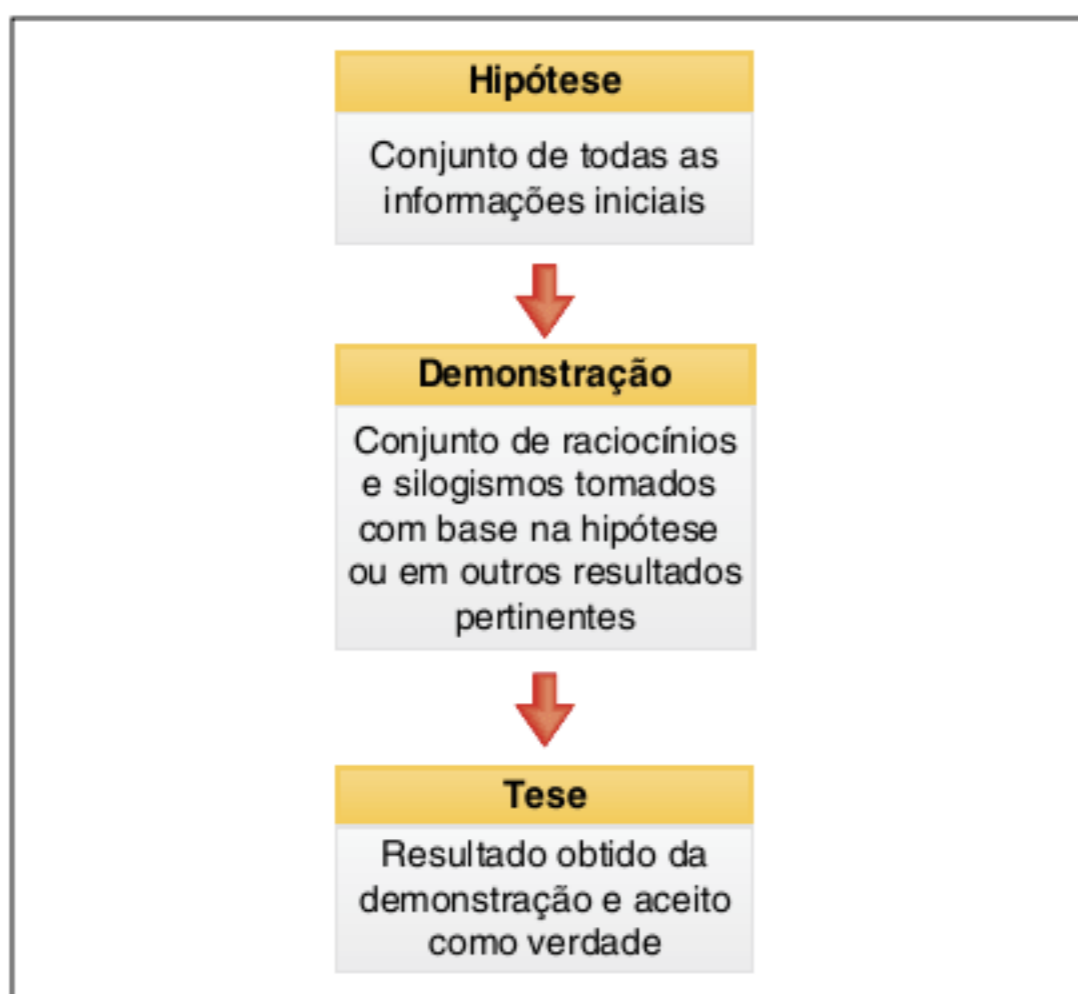 Hipótese
Conjunto de todas as
informações iniciais
Demonstração
Conjunto de raciocínios
e silogismos tomados
com base na hipótese
ou em outros resultados
pertinentes
Tese
Resultado obtido da
demonstração e aceito
como verdade